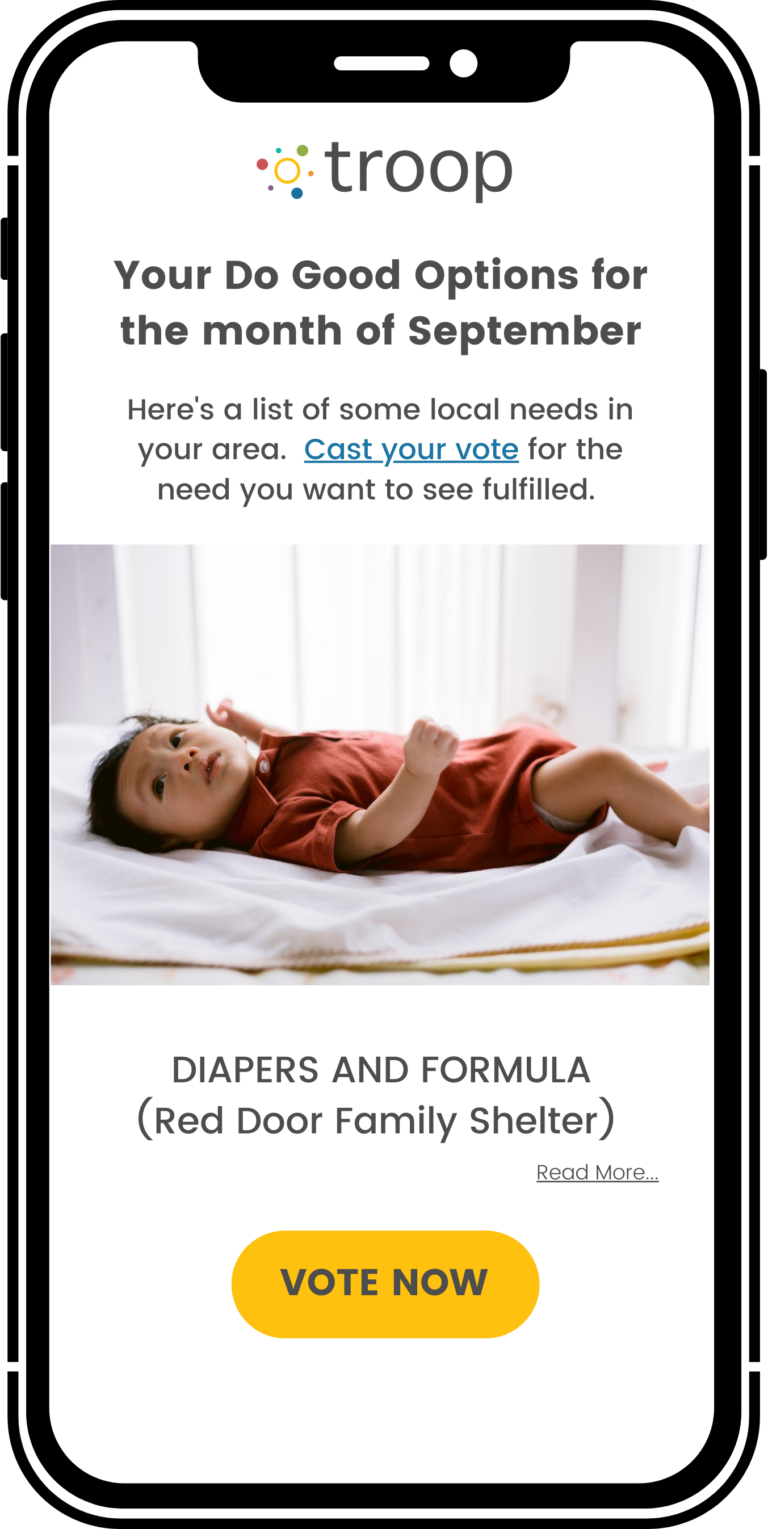 troop
Your Do Good Options for
the month of September
Here's a list of some local needs in
your area.  Cast your vote for the
need you want to see fulfilled.
DIAPERS AND FORMULA
(Red Door Family Shelter)
Read More...
VOTE NOW